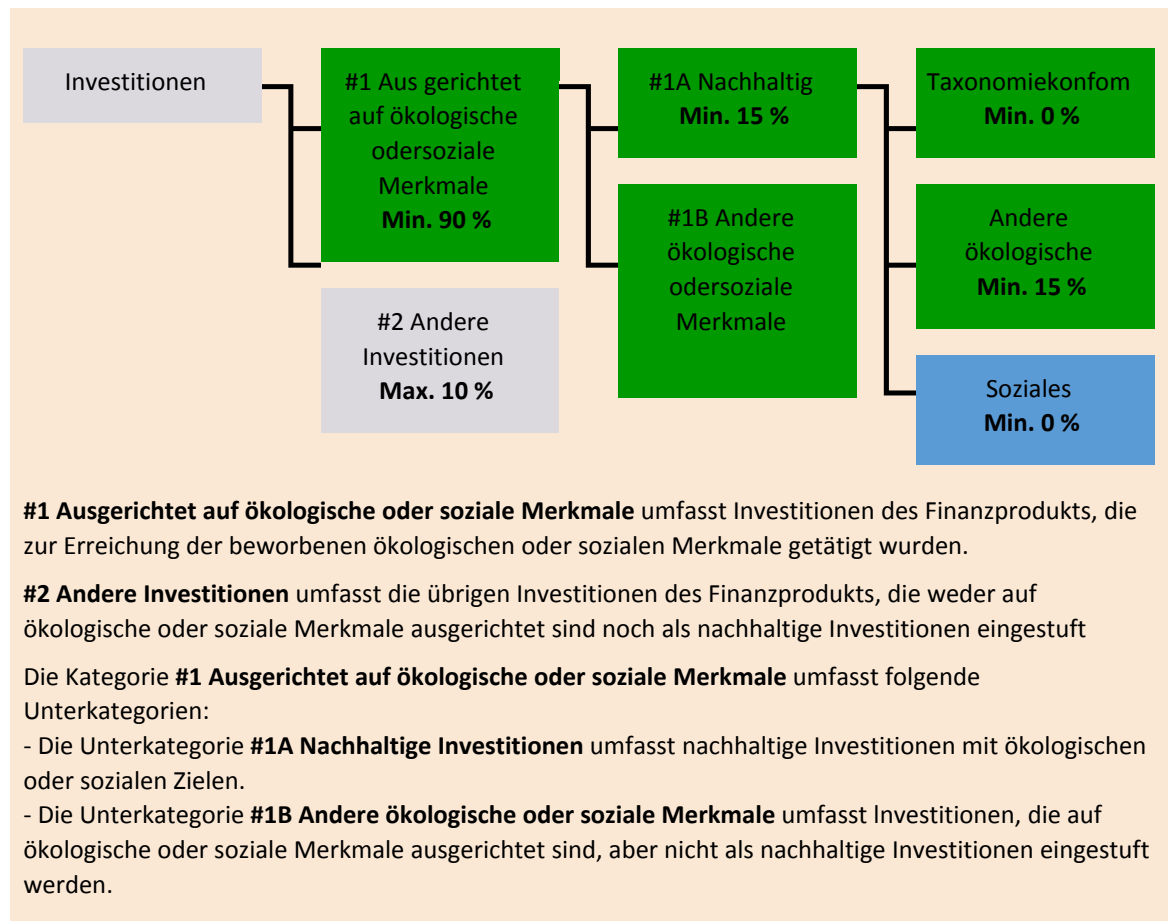 Investitionen
#1 Aus gerichtet
auf ökologische
odersoziale
Merkmale
Min. 90 %
#2 Andere
Investitionen
Max. 10 %
#1A Nachhaltig
Min. 15 %
#1B Andere
ökologische
odersoziale
Merkmale
Taxonomiekonfom
Min. 0 %
Andere
ökologische
Min. 15 %
Soziales
Min. 0 %
#1 Ausgerichtet auf ökologische oder soziale Merkmale umfasst Investitionen des Finanzprodukts, die
zur Erreichung der beworbenen ökologischen oder sozialen Merkmale getätigt wurden.
#2 Andere Investitionen umfasst die übrigen Investitionen des Finanzprodukts, die weder auf
ökologische oder soziale Merkmale ausgerichtet sind noch als nachhaltige Investitionen eingestuft
Die Kategorie #1 Ausgerichtet auf ökologische oder soziale Merkmale umfasst folgende
Unterkategorien:
- Die Unterkategorie #1A Nachhaltige Investitionen umfasst nachhaltige Investitionen mit ökologischen
oder sozialen Zielen.
- Die Unterkategorie #1B Andere ökologische oder soziale Merkmale umfasst lnvestitionen, die auf
ökologische oder soziale Merkmale ausgerichtet sind, aber nicht als nachhaltige Investitionen eingestuft
werden.